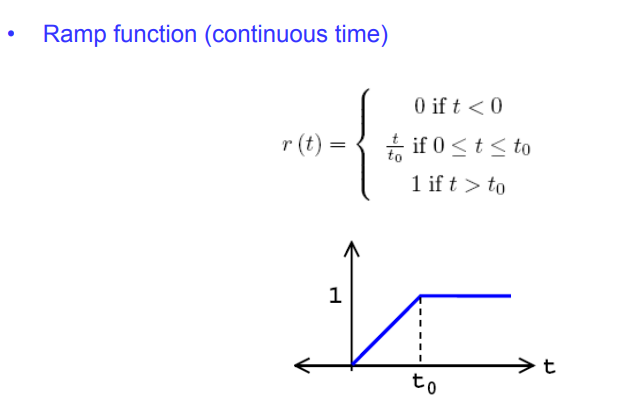 • Ramp function (continuous time)
r (t) = { 0 if t < 0
t/t₀ if 0 ≤ t ≤ t₀
1 if t > t₀
1
t
t₀